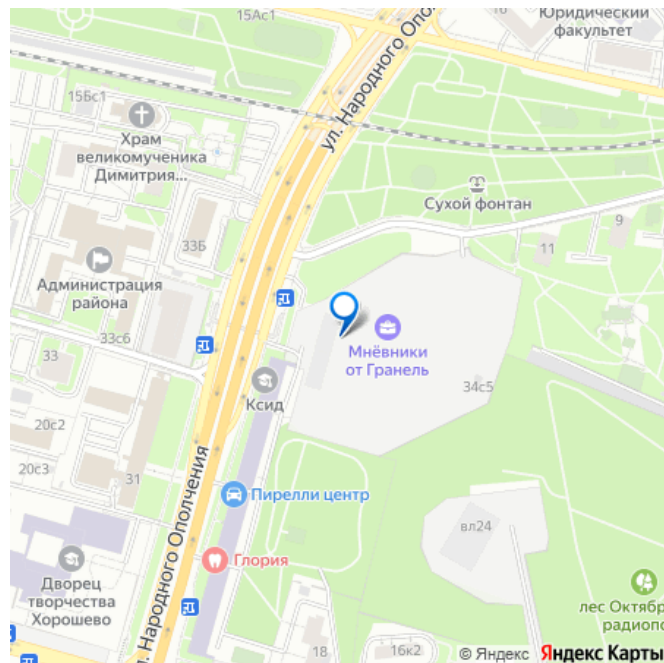 15Ас1
Юридический
факультет
ул. Народного Опо
15Бс1
Храм
великомученика
Димитрия...
Сухой фонтан
9
11
33Б
Администрация
района
33с6
33
Мнёвники
от Гранель
34с5
Ксид
20с2
20с3
31
Пирелли центр
вл24
ул. Народного Ополчения
Глория
Дворец
творчества
Хорошево
лес Октябр
радиопо
18
16к2
© Яндекс Яндекс Карты